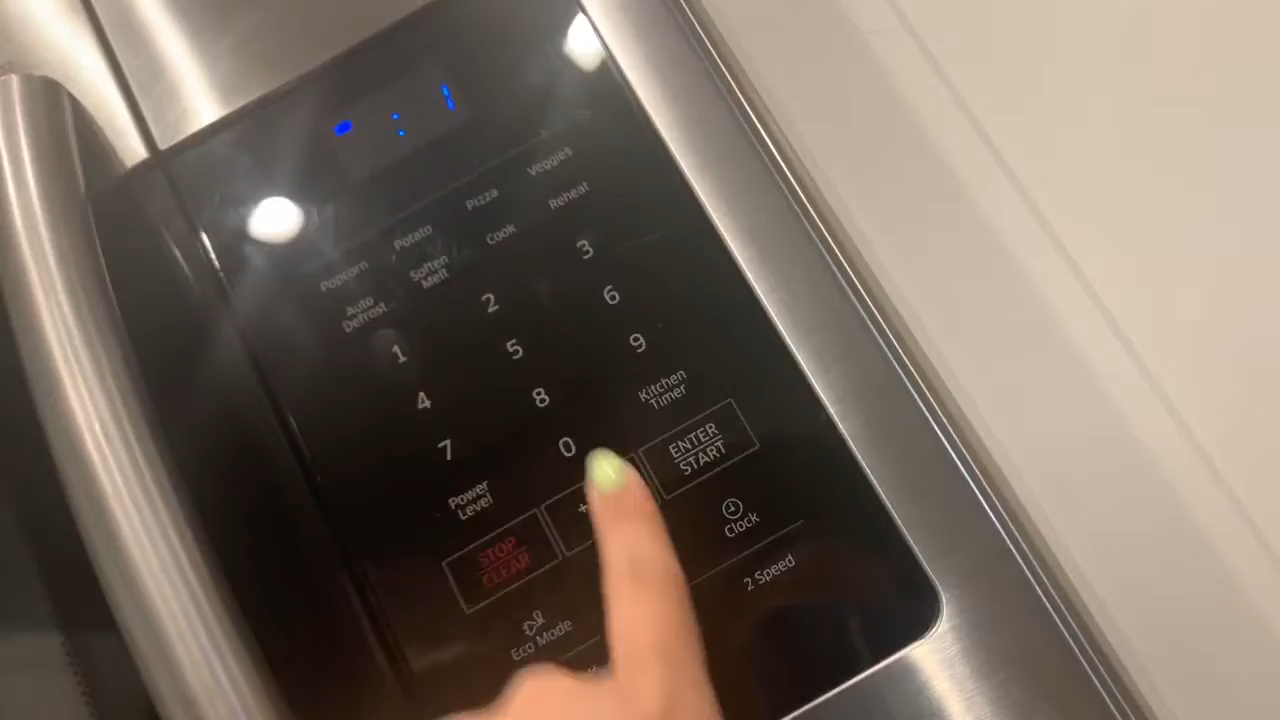 : 1
Popcorn Potato Pizza Veggies
Auto Defrost Soften Melt Cook Reheat
1 2 3
4 5 6
7 8 9
Power Level 0 Kitchen Timer
STOP CLEAR + ENTER START
Eco Mode Clock
2 Speed